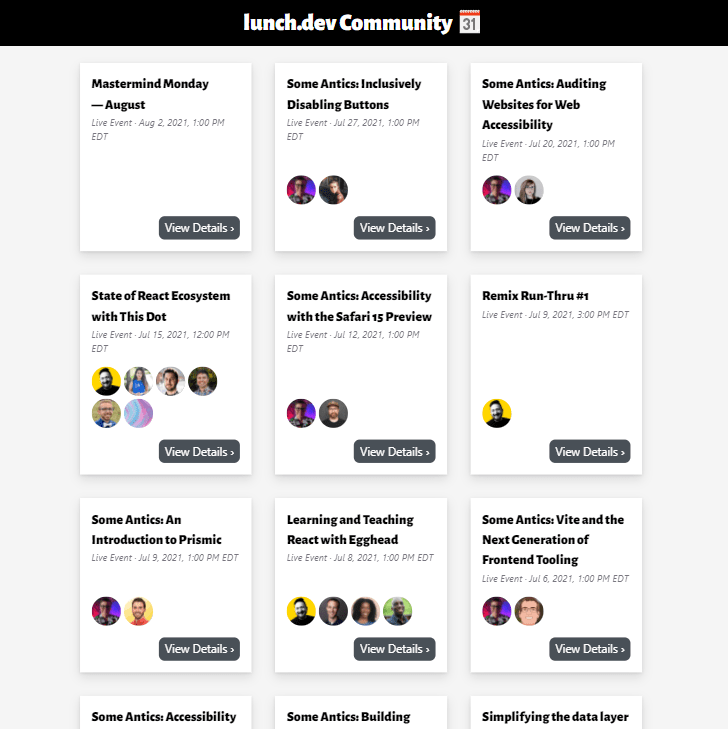 lunch.dev Community 31
Mastermind Monday
— August
Live Event · Aug 2, 2021, 1:00 PM
EDT
View Details ›
Some Antics: Inclusively
Disabling Buttons
Live Event · Jul 27, 2021, 1:00 PM
EDT
View Details ›
Some Antics: Auditing
Websites for Web
Accessibility
Live Event · Jul 20, 2021, 1:00 PM
EDT
View Details ›
State of React Ecosystem
with This Dot
Live Event · Jul 15, 2021, 12:00 PM
EDT
View Details ›
Some Antics: Accessibility
with the Safari 15 Preview
Live Event · Jul 12, 2021, 1:00 PM
EDT
View Details ›
Remix Run-Thru #1
Live Event · Jul 9, 2021, 3:00 PM EDT
View Details ›
Some Antics: An
Introduction to Prismic
Live Event · Jul 9, 2021, 1:00 PM EDT
View Details ›
Learning and Teaching
React with Egghead
Live Event · Jul 8, 2021, 1:00 PM EDT
View Details ›
Some Antics: Vite and the
Next Generation of
Frontend Tooling
Live Event · Jul 6, 2021, 1:00 PM EDT
View Details ›
Some Antics: Accessibility
Some Antics: Building
Simplifying the data layer